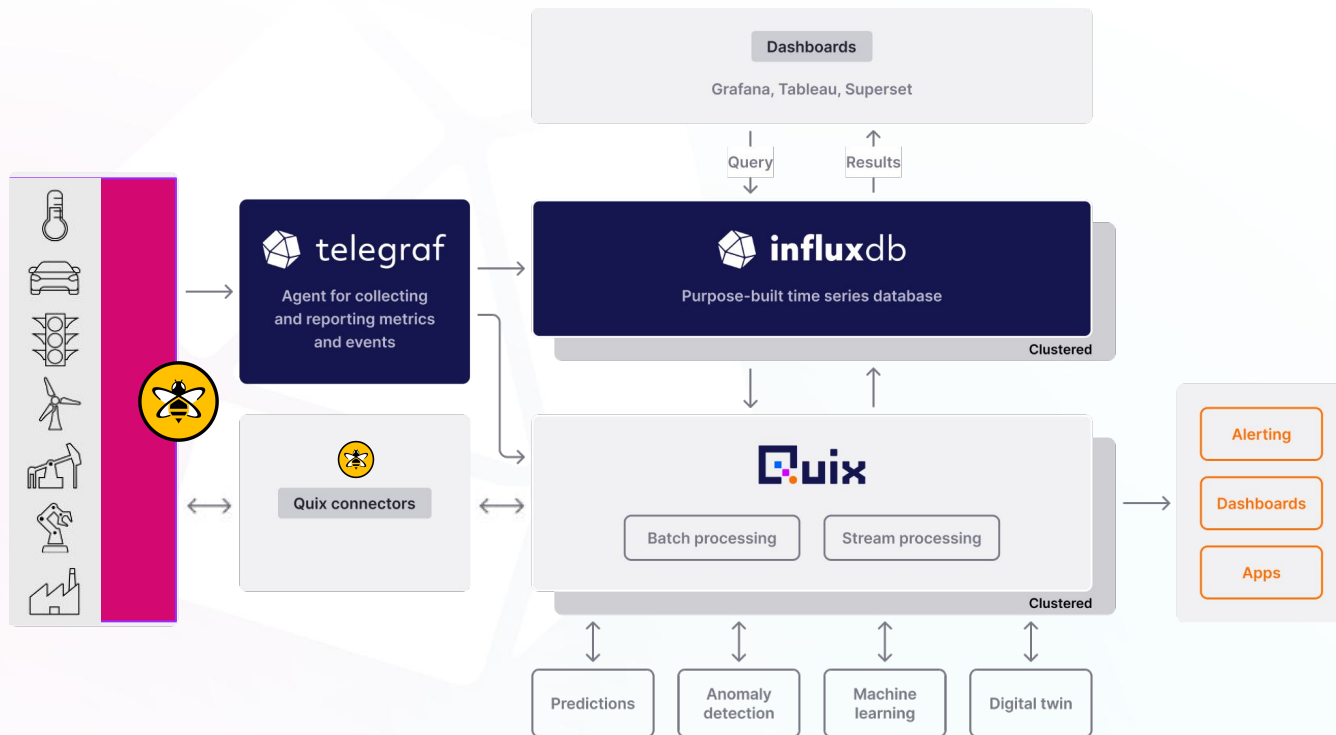 Dashboards
Grafana, Tableau, Superset
Query
Results
telegraf
Agent for collecting
and reporting metrics
and events
influxdb
Purpose-built time series database
Clustered
Quix connectors
Quix
Batch processing
Stream processing
Clustered
Alerting
Dashboards
Apps
Predictions
Anomaly
detection
Machine
learning
Digital twin